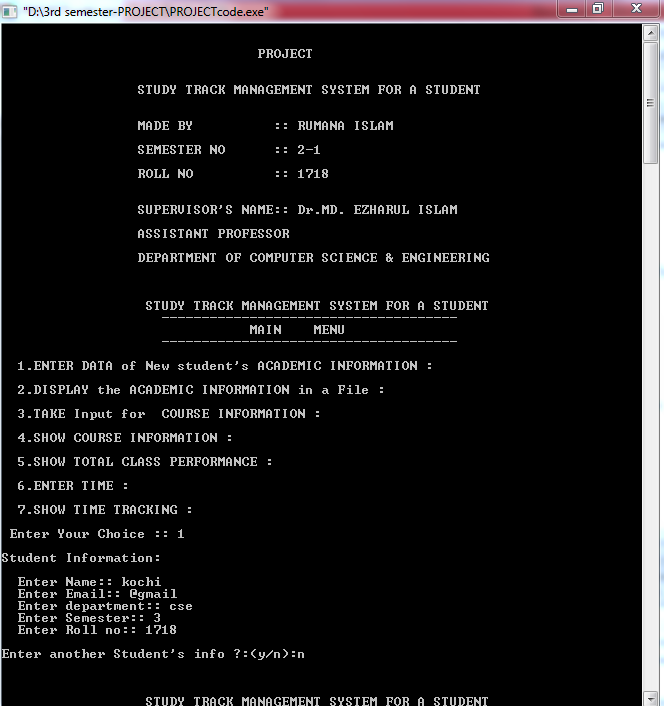 "D:\3rd semester-PROJECT\PROJECTcode.exe"
PROJECT
STUDY TRACK MANAGEMENT SYSTEM FOR A STUDENT
MADE BY :: RUMANA ISLAM
SEMESTER NO :: 2-1
ROLL NO :: 1718
SUPERVISOR'S NAME:: Dr.MD. EZHARUL ISLAM
ASSISTANT PROFESSOR
DEPARTMENT OF COMPUTER SCIENCE & ENGINEERING
STUDY TRACK MANAGEMENT SYSTEM FOR A STUDENT
MAIN MENU
1.ENTER DATA of New student's ACADEMIC INFORMATION :
2.DISPLAY the ACADEMIC INFORMATION in a File :
3.TAKE Input for COURSE INFORMATION :
4.SHOW COURSE INFORMATION :
5.SHOW TOTAL CLASS PERFORMANCE :
6.ENTER TIME :
7.SHOW TIME TRACKING :
Enter Your Choice :: 1
Student Information:
Enter Name:: kochi
Enter Email:: @gmail
Enter department:: cse
Enter Semester:: 3
Enter Roll no:: 1718
Enter another Student's info ?:(y/n):n
STUDY TRACK MANAGEMENT SYSTEM FOR A STUDENT